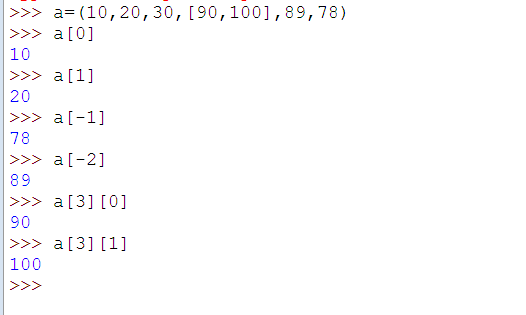 >>> a=(10,20,30,[90,100],89,78)
>>> a[0]
10
>>> a[1]
20
>>> a[-1]
78
>>> a[-2]
89
>>> a[3][0]
90
>>> a[3][1]
100
>>>